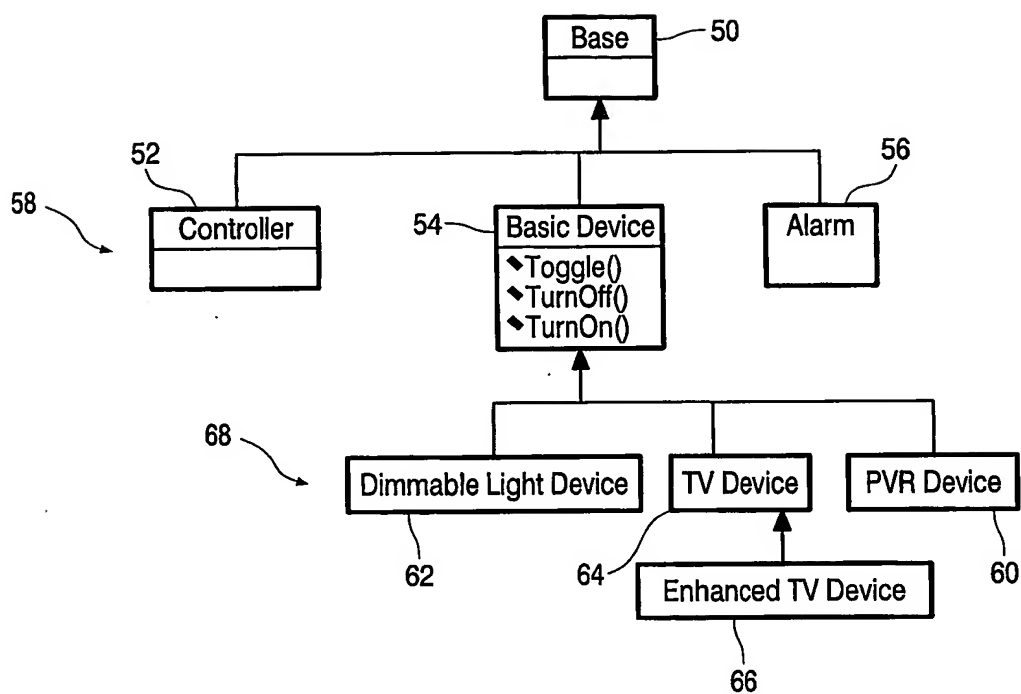 Base
50
52
56
58
Controller
54
Basic Device
Alarm
Toggle()
TurnOff()
TurnOn()
68
Dimmable Light Device
TV Device
PVR Device
62
64
60
Enhanced TV Device
66